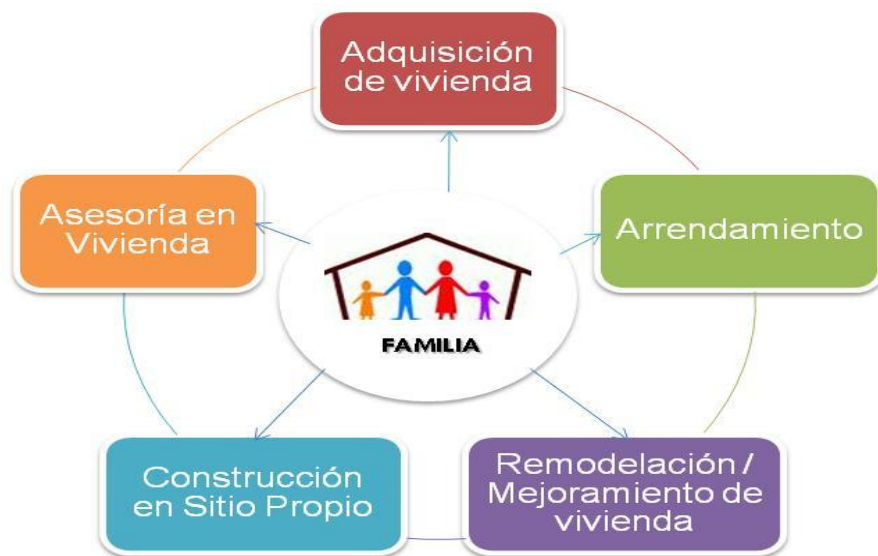 Adquisición
de vivienda
Asesoría en
Vivienda
Arrendamiento
FAMILIA
Construcción
en Sitio Propio
Remodelación /
Mejoramiento de
vivienda